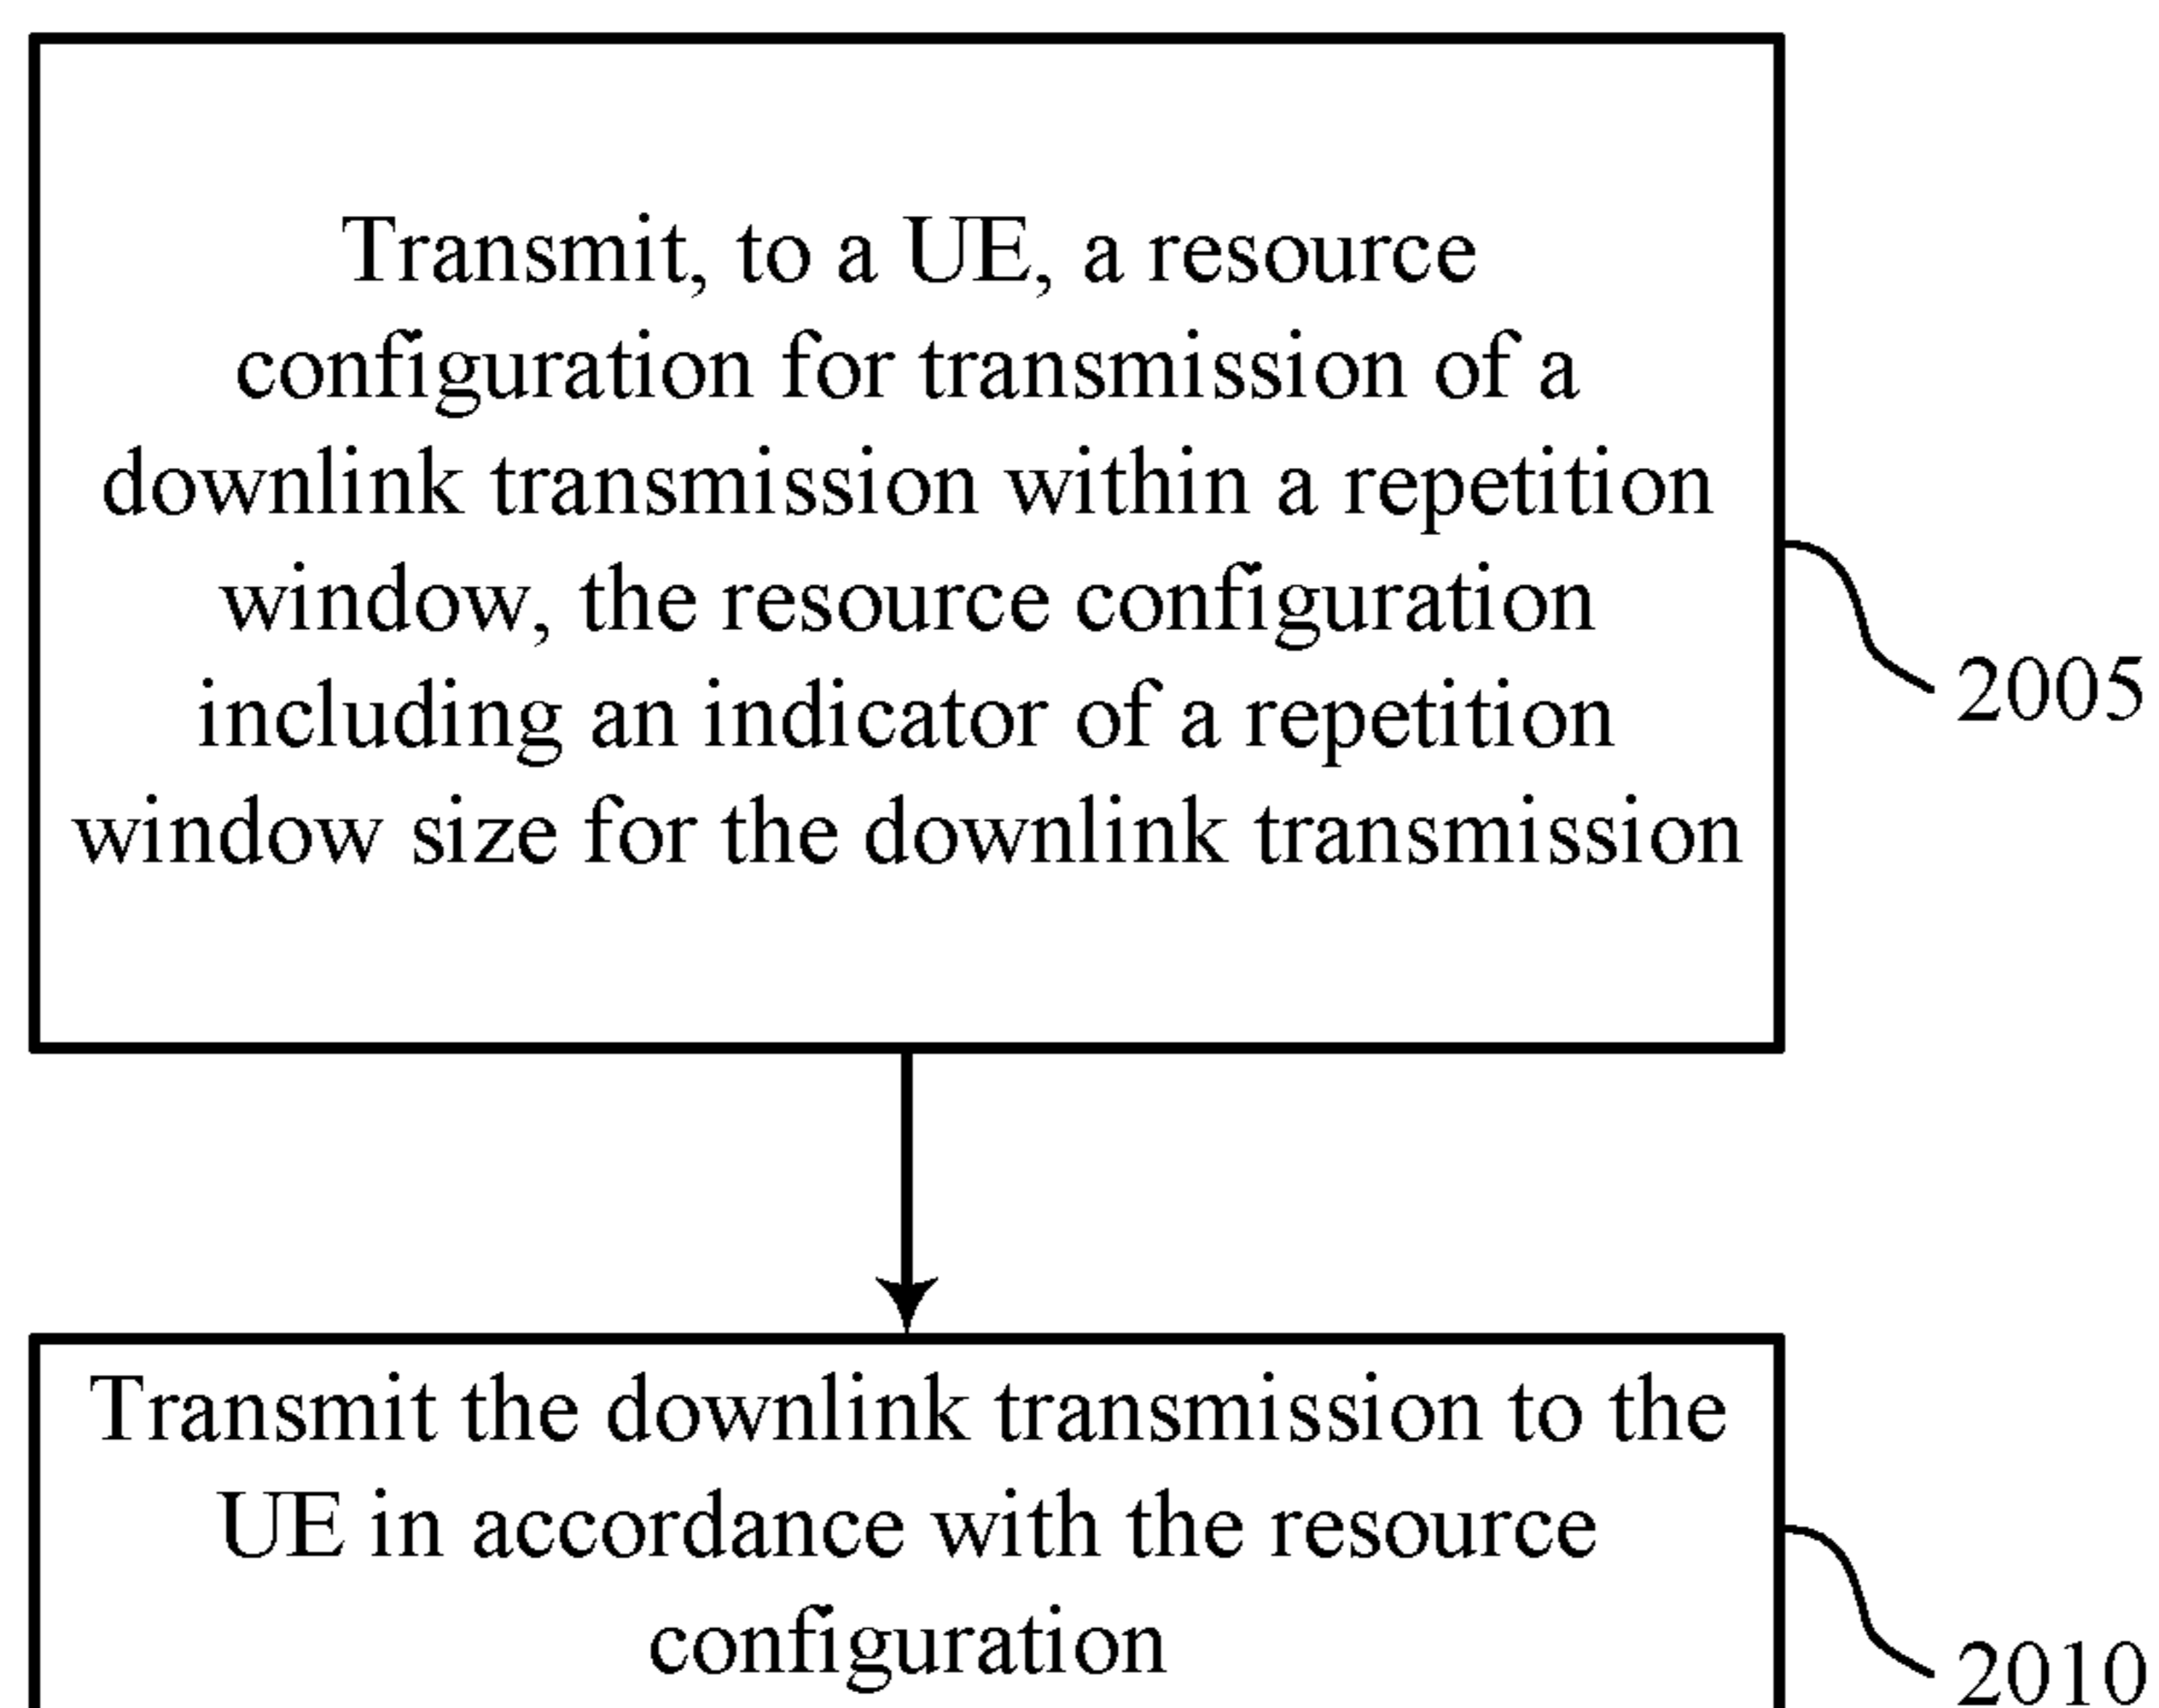 Transmit, to a UE, a resource
configuration for transmission of a
downlink transmission within a repetition
window, the resource configuration
including an indicator of a repetition
window size for the downlink transmission
2005
Transmit the downlink transmission to the
UE in accordance with the resource
configuration
2010